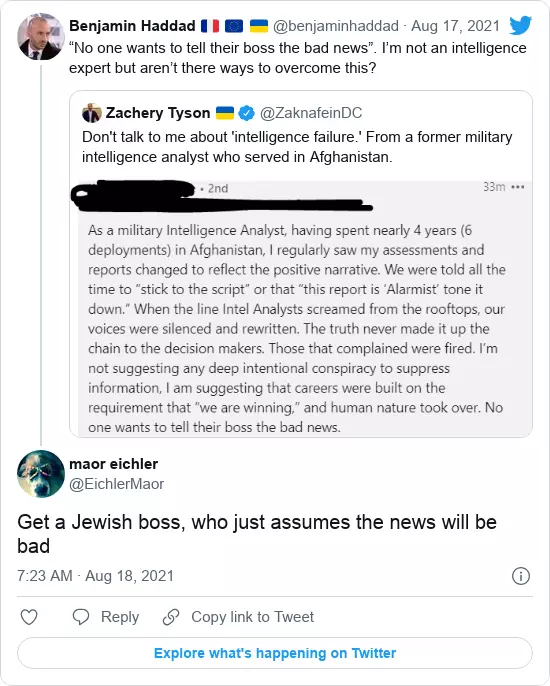 Benjamin Haddad 🇫🇷 🇪🇺 🇺🇦 @benjaminhaddad · Aug 17, 2021
“No one wants to tell their boss the bad news”. I’m not an intelligence
expert but aren’t there ways to overcome this?
Zachery Tyson 🇺🇦 @ZaknafeinDC
Don't talk to me about 'intelligence failure.' From a former military
intelligence analyst who served in Afghanistan.
• 2nd
33m •••
As a military Intelligence Analyst, having spent nearly 4 years (6
deployments) in Afghanistan, I regularly saw my assessments and
reports changed to reflect the positive narrative. We were told all the
time to “stick to the script” or that “this report is ‘Alarmist’ tone it
down.” When the line Intel Analysts screamed from the rooftops, our
voices were silenced and rewritten. The truth never made it up the
chain to the decision makers. Those that complained were fired. I’m
not suggesting any deep intentional conspiracy to suppress
information, I am suggesting that careers were built on the
requirement that “we are winning,” and human nature took over. No
one wants to tell their boss the bad news.
maor eichler
@EichlerMaor
Get a Jewish boss, who just assumes the news will be
bad
7:23 AM · Aug 18, 2021
Reply
Copy link to Tweet
Explore what's happening on Twitter